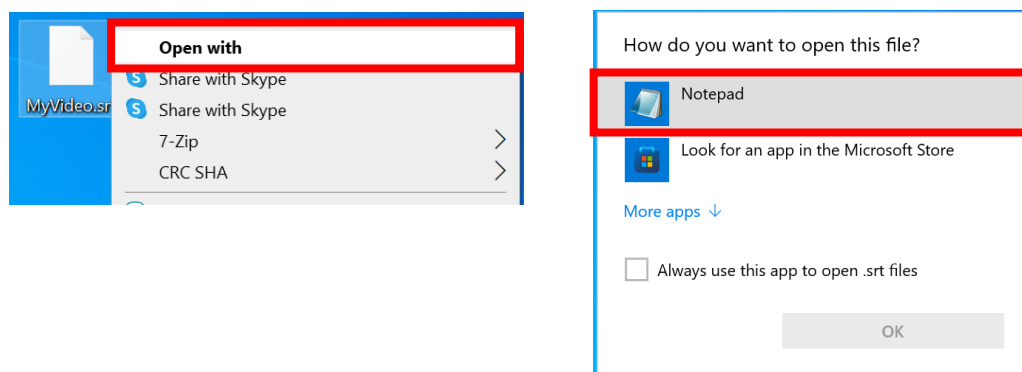 Open with
MyVideo.sr
Share with Skype
Share with Skype
7-Zip
CRC SHA
How do you want to open this file?
Notepad
Look for an app in the Microsoft Store
More apps
Always use this app to open .srt files
OK